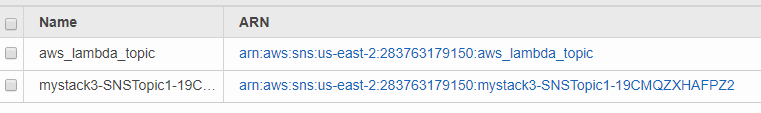 Name ARN
aws_lambda_topic arn:aws:sns:us-east-2:283763179150:aws_lambda_topic
mystack3-SNSTopic1-19C... arn:aws:sns:us-east-2:283763179150:mystack3-SNSTopic1-19CMQZXHAFPZ2